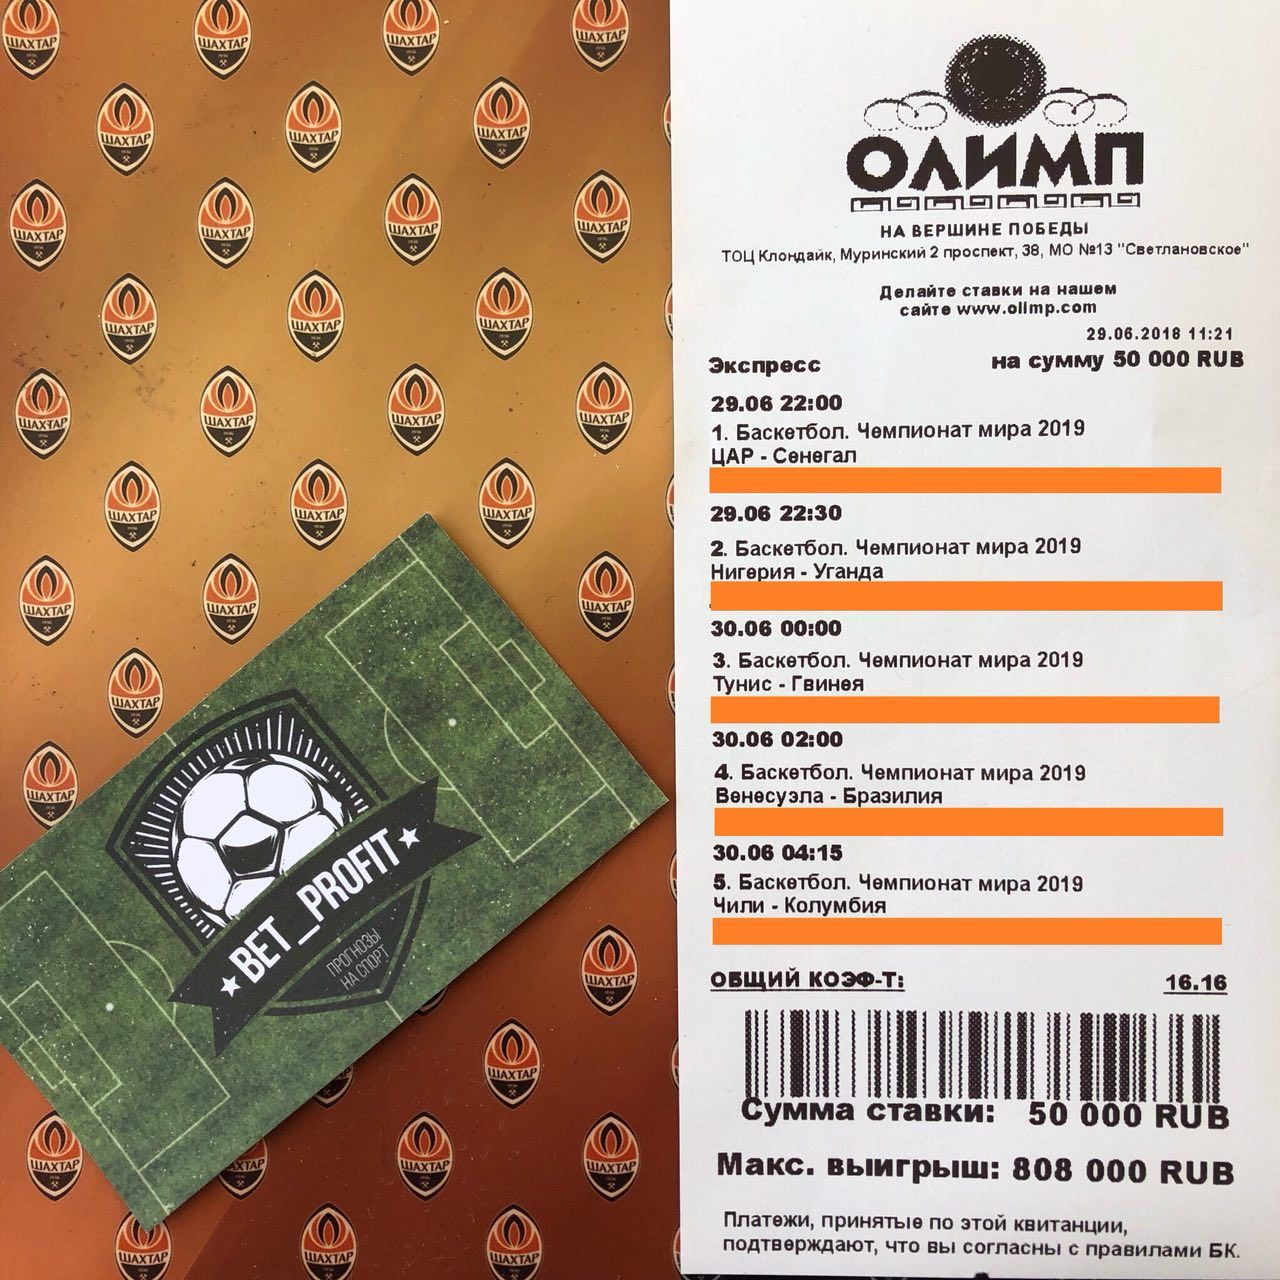 ШАХТАР
1936
BET_PROFIT
ПРОГНОЗЫ
НА СПОРТ
ОЛИМП
НА ВЕРШИНЕ ПОБЕДЫ
ТОЦ Клондайк, Муринский 2 проспект, 38, МО №13 "Светлановское"
Делайте ставки на нашем
сайте www.olimp.com
29.06.2018 11:21
Экспресс на сумму 50 000 RUB
29.06 22:00
1. Баскетбол. Чемпионат мира 2019
ЦАР - Сенегал
29.06 22:30
2. Баскетбол. Чемпионат мира 2019
Нигерия - Уганда
30.06 00:00
3. Баскетбол. Чемпионат мира 2019
Тунис - Гвинея
30.06 02:00
4. Баскетбол. Чемпионат мира 2019
Венесуэла - Бразилия
30.06 04:15
5. Баскетбол. Чемпионат мира 2019
Чили - Колумбия
ОБЩИЙ КОЭФ-Т: 16.16
Сумма ставки: 50 000 RUB
Макс. выигрыш: 808 000 RUB
Платежи, принятые по этой квитанции,
подтверждают, что вы согласны с правилами БК.